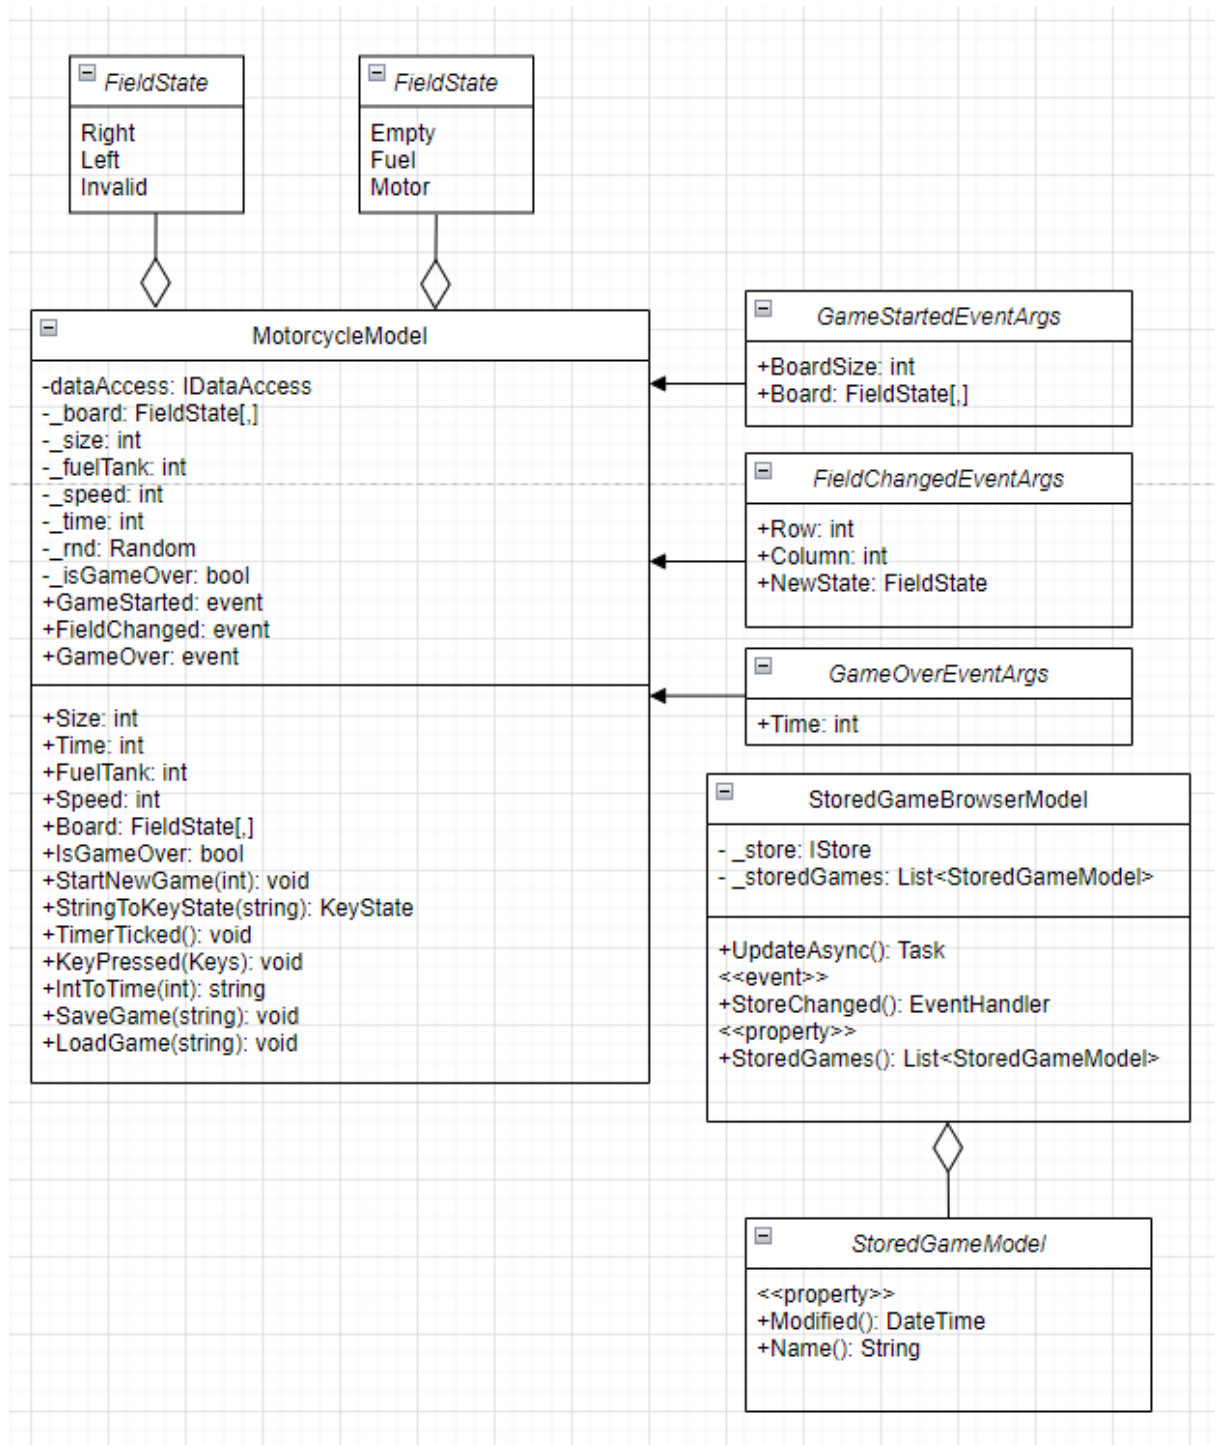 FieldState
Right
Left
Invalid
FieldState
Empty
Fuel
Motor
MotorcycleModel
-dataAccess: IDataAccess
-_board: FieldState[,]
-_size: int
-_fuelTank: int
-_speed: int
-_time: int
-_rnd: Random
-_isGameOver: bool
+GameStarted: event
+FieldChanged: event
+GameOver: event
+Size: int
+Time: int
+FuelTank: int
+Speed: int
+Board: FieldState[,]
+IsGameOver: bool
+StartNewGame(int): void
+StringToKeyState(string): KeyState
+TimerTicked(): void
+KeyPressed(Keys): void
+IntToTime(int): string
+SaveGame(string): void
+LoadGame(string): void
GameStartedEventArgs
+BoardSize: int
+Board: FieldState[,]
FieldChangedEventArgs
+Row: int
+Column: int
+NewState: FieldState
GameOverEventArgs
+Time: int
StoredGameBrowserModel
- _store: IStore
- _storedGames: List<StoredGameModel>
+UpdateAsync(): Task
<<event>>
+StoreChanged(): EventHandler
<<property>>
+StoredGames(): List<StoredGameModel>
StoredGameModel
<<property>>
+Modified(): DateTime
+Name(): String